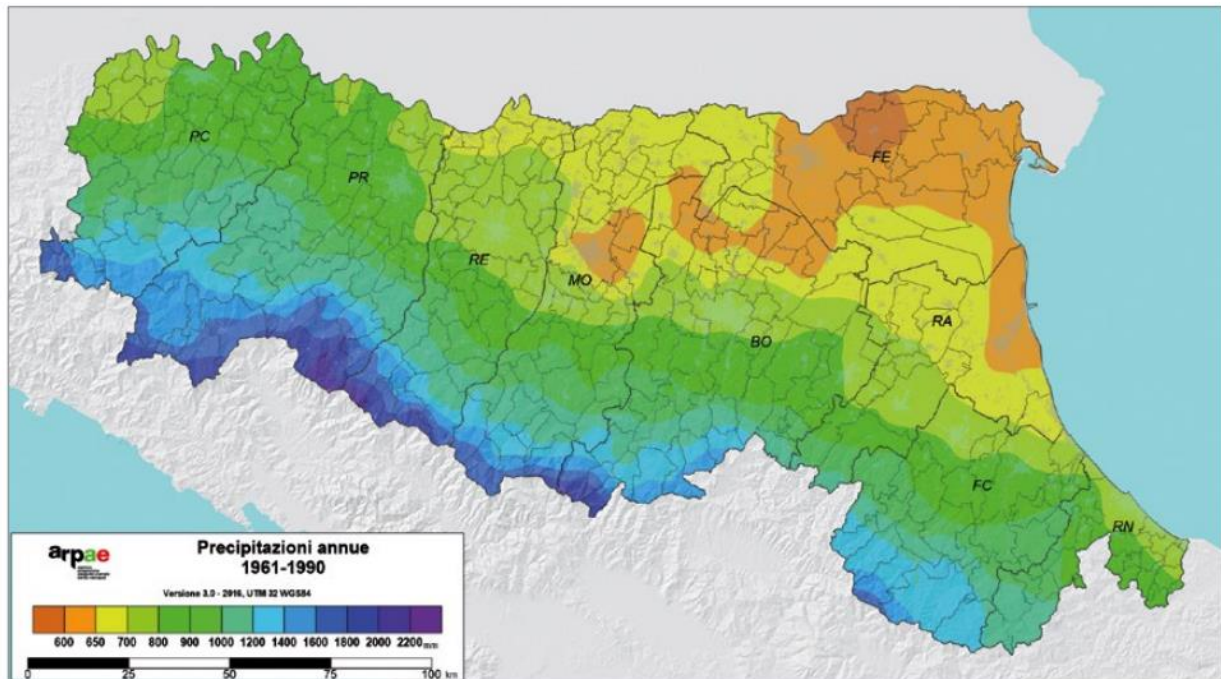 PC
PR
FE
RE
MO
BO
RA
FC
RN
arpae
Precipitazioni annue
1961-1990
Versione 3.0 - 2016, UTM 32 WGS84
600 650 700 800 900 1000 1200 1400 1600 1800 2000 2200 mm
0 25 50 75 100 km